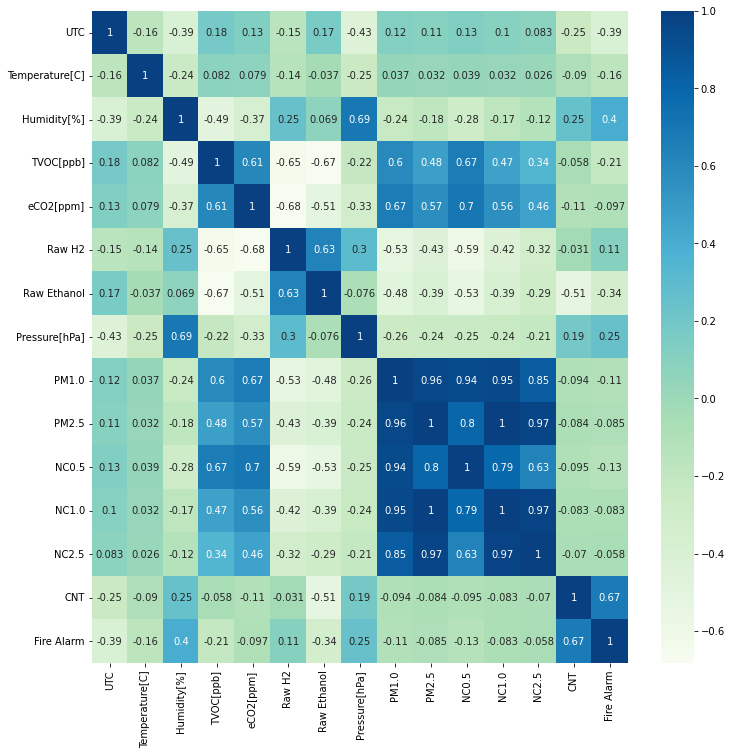 UTC 1 -0.16 -0.39 0.18 0.13 -0.15 0.17 -0.43 0.12 0.11 0.13 0.1 0.083 -0.25 -0.39
Temperature[C] -0.16 1 -0.24 0.082 0.079 -0.14 -0.037 -0.25 0.037 0.032 0.039 0.032 0.026 -0.09 -0.16
Humidity[%] -0.39 -0.24 1 -0.49 -0.37 0.25 0.069 0.69 -0.24 -0.18 -0.28 -0.17 -0.12 0.25 0.4
TVOC[ppb] 0.18 0.082 -0.49 1 0.61 -0.65 -0.67 -0.22 0.6 0.48 0.67 0.47 0.34 -0.058 -0.21
eCO2[ppm] 0.13 0.079 -0.37 0.61 1 -0.68 -0.51 -0.33 0.67 0.57 0.7 0.56 0.46 -0.11 -0.097
Raw H2 -0.15 -0.14 0.25 -0.65 -0.68 1 0.63 0.3 -0.53 -0.43 -0.59 -0.42 -0.32 -0.031 0.11
Raw Ethanol 0.17 -0.037 0.069 -0.67 -0.51 0.63 1 -0.076 -0.48 -0.39 -0.53 -0.39 -0.29 -0.51 -0.34
Pressure[hPa] -0.43 -0.25 0.69 -0.22 -0.33 0.3 -0.076 1 -0.26 -0.24 -0.25 -0.24 -0.21 0.19 0.25
PM1.0 0.12 0.037 -0.24 0.6 0.67 -0.53 -0.48 -0.26 1 0.96 0.94 0.95 0.85 -0.094 -0.11
PM2.5 0.11 0.032 -0.18 0.48 0.57 -0.43 -0.39 -0.24 0.96 1 0.8 1 0.97 -0.084 -0.085
NC0.5 0.13 0.039 -0.28 0.67 0.7 -0.59 -0.53 -0.25 0.94 0.8 1 0.79 0.63 -0.095 -0.13
NC1.0 0.1 0.032 -0.17 0.47 0.56 -0.42 -0.39 -0.24 0.95 1 0.79 1 0.97 -0.083 -0.083
NC2.5 0.083 0.026 -0.12 0.34 0.46 -0.32 -0.29 -0.21 0.85 0.97 0.63 0.97 1 -0.07 -0.058
CNT -0.25 -0.09 0.25 -0.058 -0.11 -0.031 -0.51 0.19 -0.094 -0.084 -0.095 -0.083 -0.07 1 0.67
Fire Alarm -0.39 -0.16 0.4 -0.21 -0.097 0.11 -0.34 0.25 -0.11 -0.085 -0.13 -0.083 -0.058 0.67 1
UTC
Temperature[C]
Humidity[%]
TVOC[ppb]
eCO2[ppm]
Raw H2
Raw Ethanol
Pressure[hPa]
PM1.0
PM2.5
NC0.5
NC1.0
NC2.5
CNT
Fire Alarm
1.0
0.8
0.6
0.4
0.2
0.0
−0.2
−0.4
−0.6